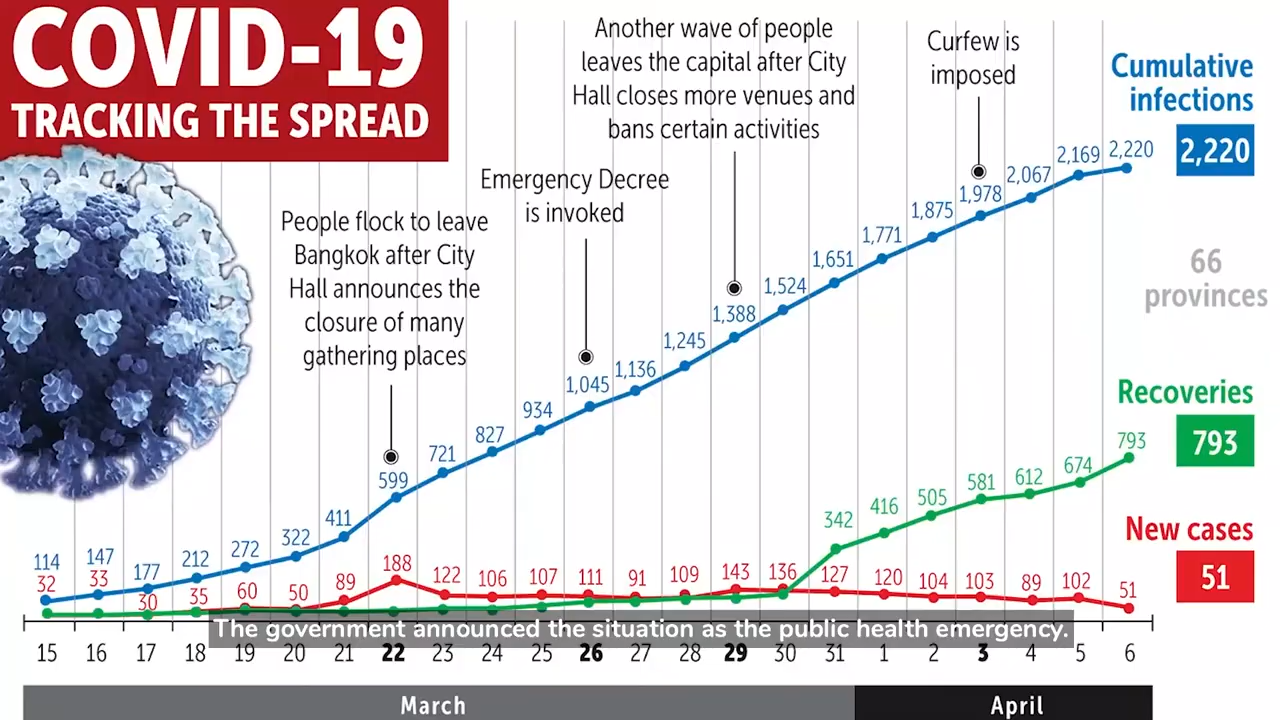 COVID-19
TRACKING THE SPREAD
People flock to leave
Bangkok after City
Hall announces the
closure of many
gathering places
Emergency Decree
is invoked
Another wave of people
leaves the capital after City
Hall closes more venues and
bans certain activities
Curfew is
imposed
Cumulative
infections
2,220
66
provinces
Recoveries
793
New cases
51
114 147 177 212 272 322 411 599 721 827 934 1,045 1,136 1,245 1,388 1,524 1,651 1,771 1,875 1,978 2,067 2,169 2,220
342 416 505 581 612 674 793
32 33 30 35 60 50 89 188 122 106 107 111 91 109 143 136 127 120 104 103 89 102 51
The government announced the situation as the public health emergency.
15 16 17 18 19 20 21 22 23 24 25 26 27 28 29 30 31 1 2 3 4 5 6
March April